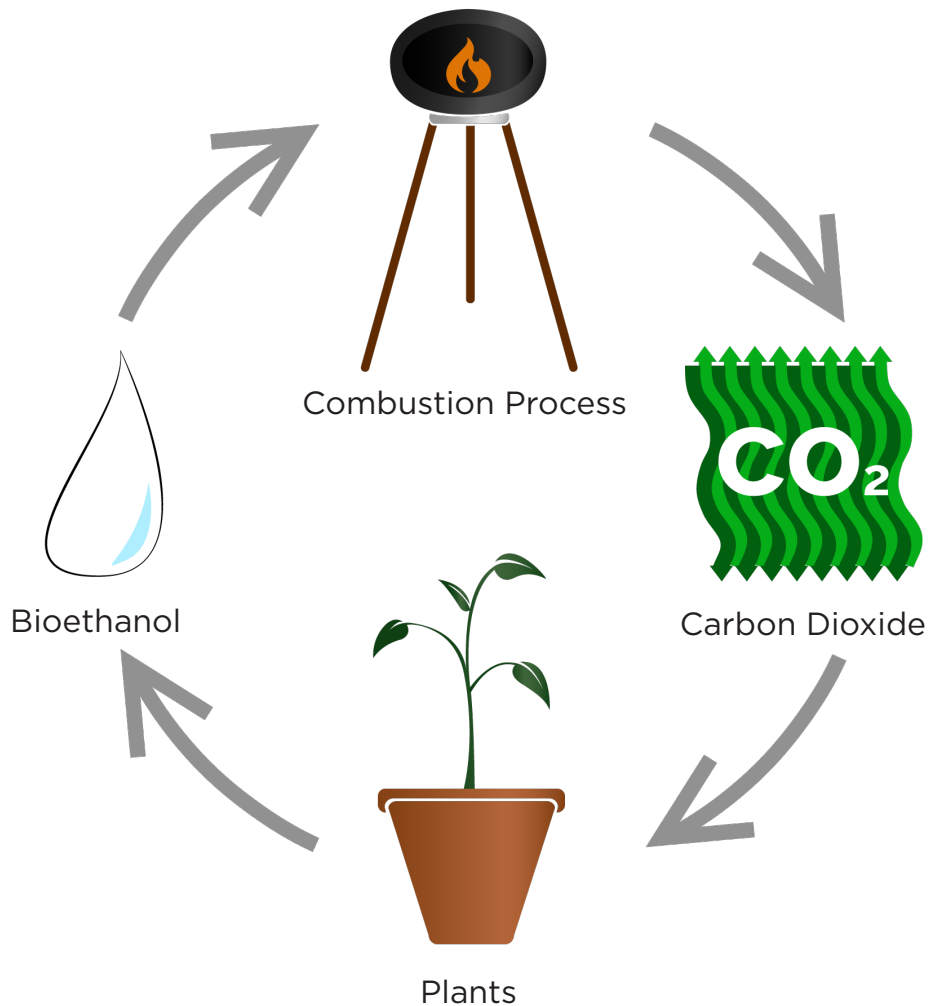 Combustion Process
CO₂
Bioethanol
Carbon Dioxide
Plants